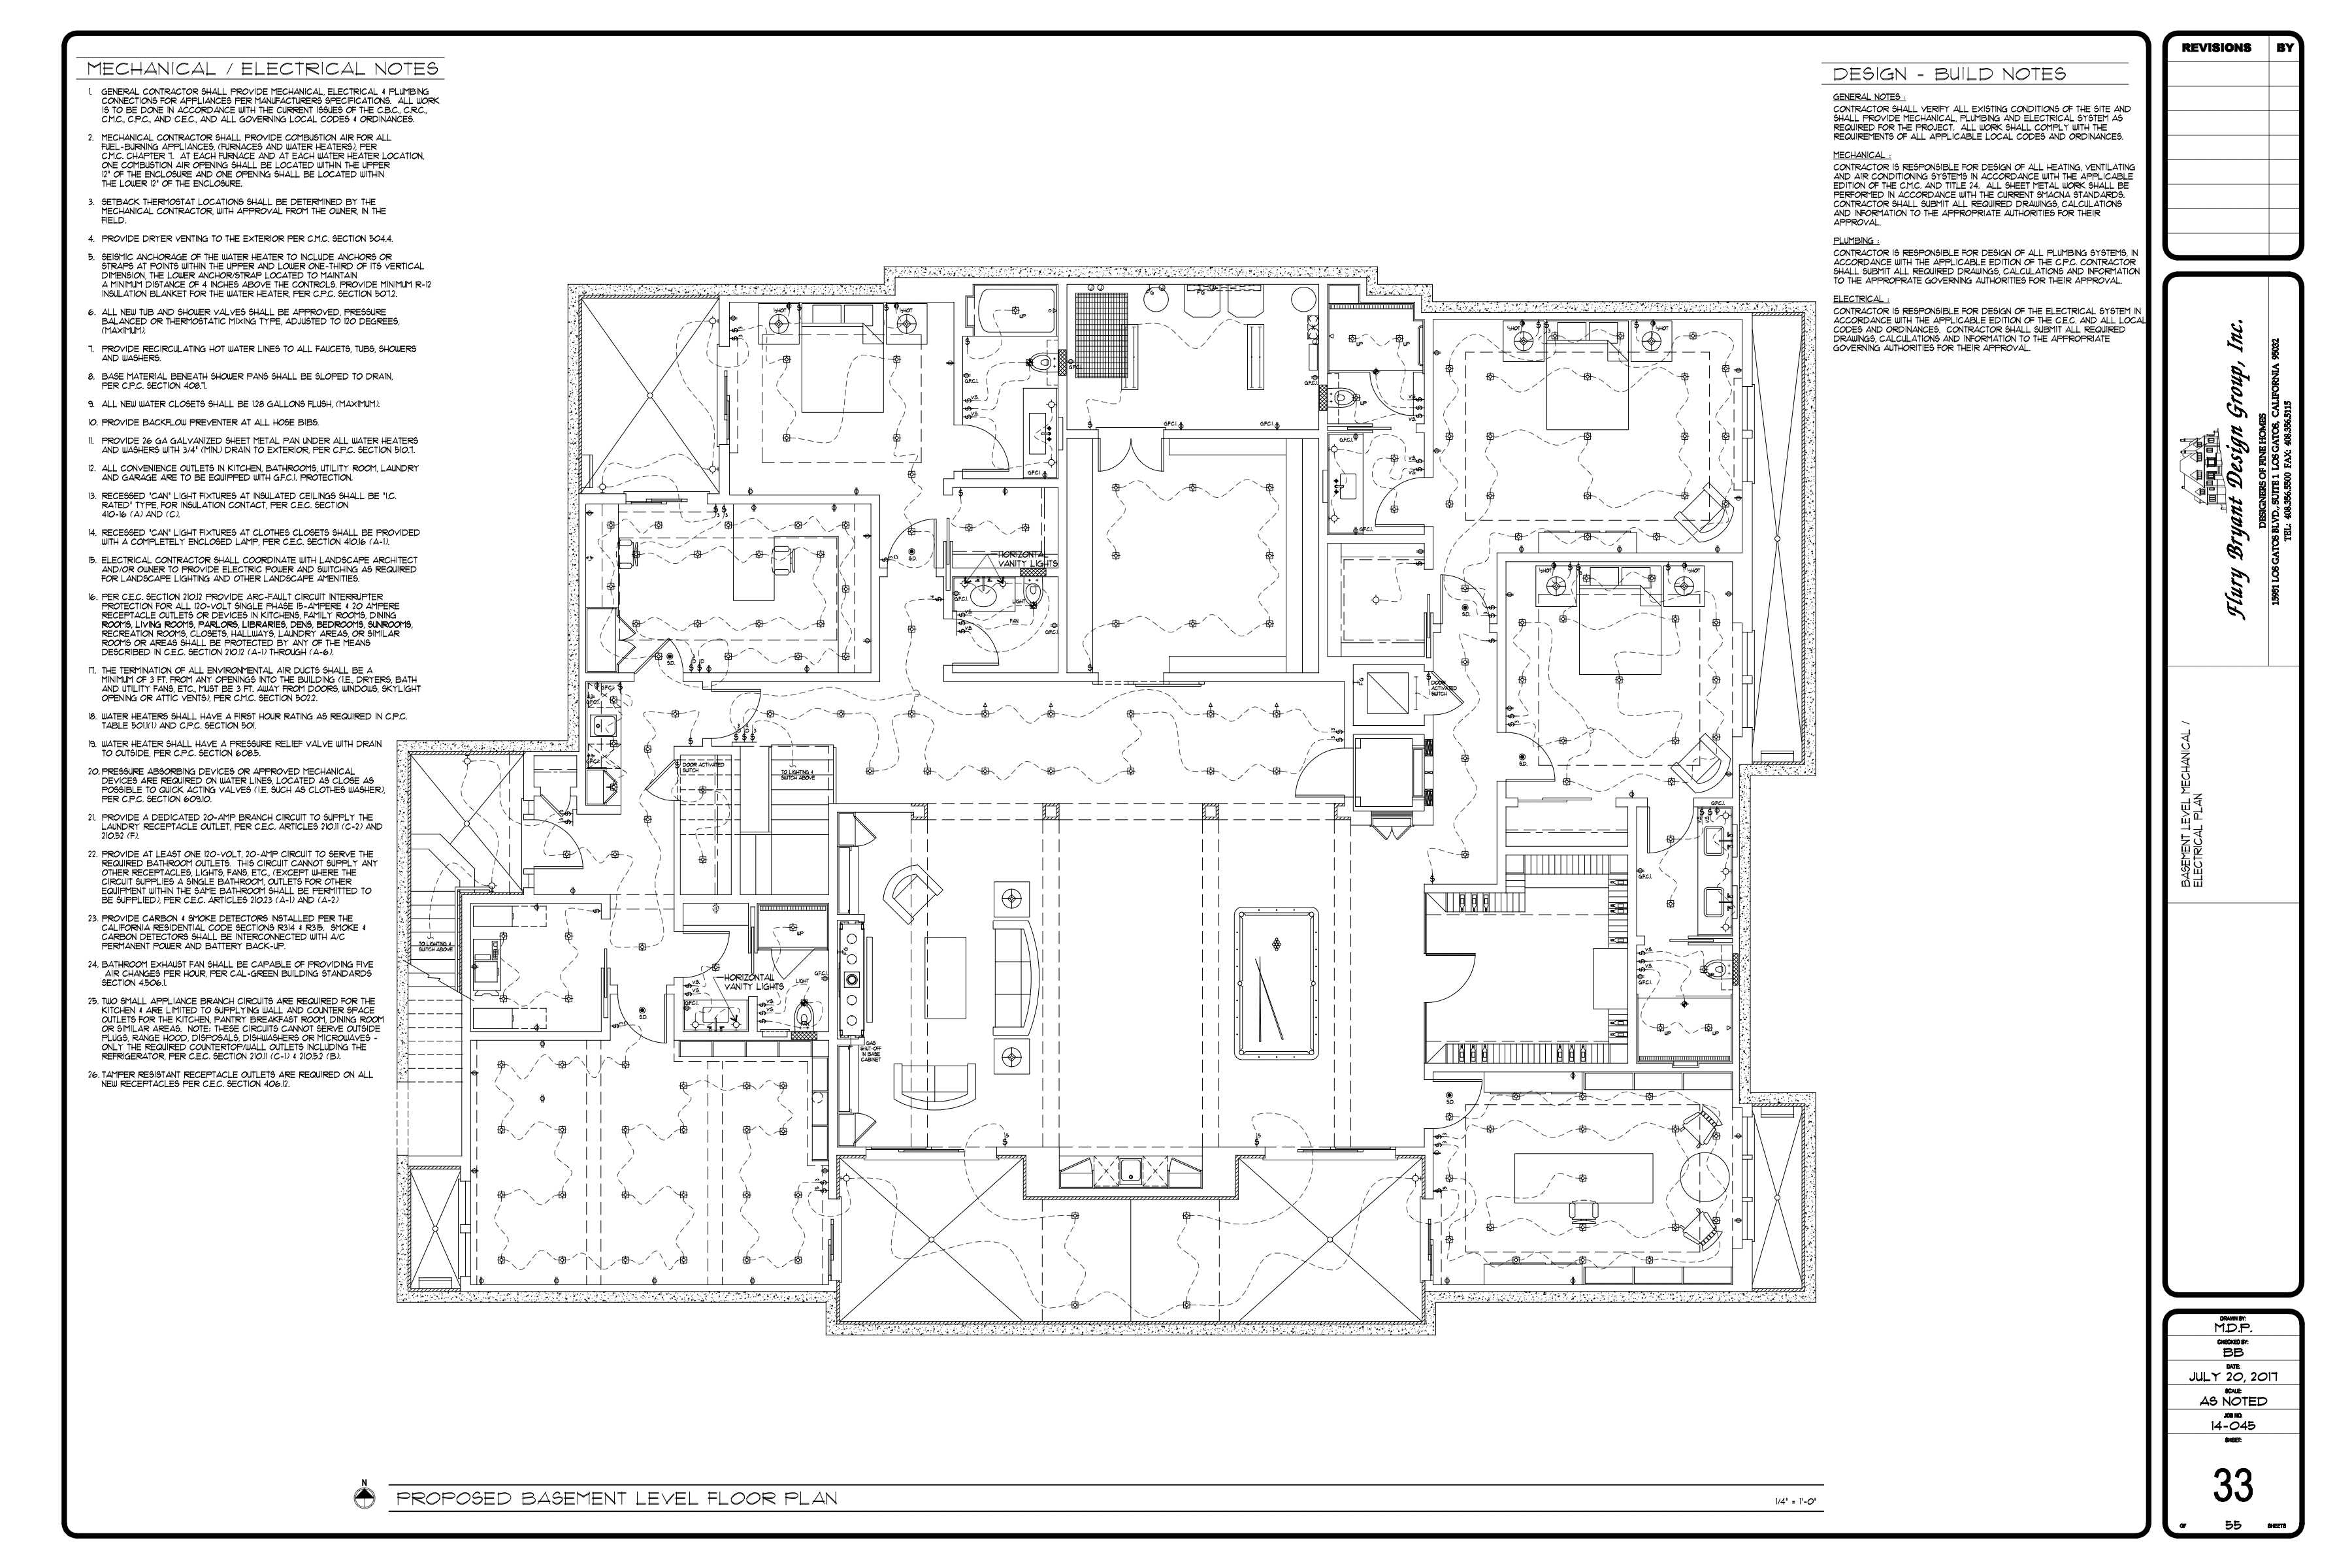 MECHANICAL / ELECTRICAL NOTES
1. GENERAL CONTRACTOR SHALL PROVIDE MECHANICAL, ELECTRICAL & PLUMBING
CONNECTIONS FOR APPLIANCES PER MANUFACTURERS SPECIFICATIONS. ALL WORK
IS TO BE DONE IN ACCORDANCE WITH THE CURRENT ISSUES OF THE C.B.C., C.R.C.,
C.M.C., C.P.C., AND C.E.C., AND ALL GOVERNING LOCAL CODES & ORDINANCES.
2. MECHANICAL CONTRACTOR SHALL PROVIDE COMBUSTION AIR FOR ALL
FUEL-BURNING APPLIANCES, (FURNACES AND WATER HEATERS), PER
C.M.C. CHAPTER 7. AT EACH FURNACE AND AT EACH WATER HEATER LOCATION,
ONE COMBUSTION AIR OPENING SHALL BE LOCATED WITHIN THE UPPER
12" OF THE ENCLOSURE AND ONE OPENING SHALL BE LOCATED WITHIN
THE LOWER 12" OF THE ENCLOSURE.
3. SETBACK THERMOSTAT LOCATIONS SHALL BE DETERMINED BY THE
MECHANICAL CONTRACTOR, WITH APPROVAL FROM THE OWNER, IN THE
FIELD.
4. PROVIDE DRYER VENTING TO THE EXTERIOR PER C.M.C. SECTION 504.4.
5. SEISMIC ANCHORAGE OF THE WATER HEATER TO INCLUDE ANCHORS OR
STRAPS AT POINTS WITHIN THE UPPER AND LOWER ONE-THIRD OF ITS VERTICAL
DIMENSION, THE LOWER ANCHOR/STRAP LOCATED TO MAINTAIN
A MINIMUM DISTANCE OF 4 INCHES ABOVE THE CONTROLS. PROVIDE MINIMUM R-12
INSULATION BLANKET FOR THE WATER HEATER, PER C.P.C. SECTION 507.2.
6. ALL NEW TUB AND SHOWER VALVES SHALL BE APPROVED, PRESSURE
BALANCED OR THERMOSTATIC MIXING TYPE, ADJUSTED TO 120 DEGREES,
(MAXIMUM).
7. PROVIDE RECIRCULATING HOT WATER LINES TO ALL FAUCETS, TUBS, SHOWERS
AND WASHERS.
8. BASE MATERIAL BENEATH SHOWER PANS SHALL BE SLOPED TO DRAIN,
PER C.P.C. SECTION 408.7.
9. ALL NEW WATER CLOSETS SHALL BE 1.28 GALLONS FLUSH, (MAXIMUM).
10. PROVIDE BACKFLOW PREVENTER AT ALL HOSE BIBS.
11. PROVIDE 26 GA GALVANIZED SHEET METAL PAN UNDER ALL WATER HEATERS
AND WASHERS WITH 3/4" (MIN.) DRAIN TO EXTERIOR, PER C.P.C. SECTION 510.7.
12. ALL CONVENIENCE OUTLETS IN KITCHEN, BATHROOMS, UTILITY ROOM, LAUNDRY
AND GARAGE ARE TO BE EQUIPPED WITH G.F.C.I. PROTECTION.
13. RECESSED "CAN" LIGHT FIXTURES AT INSULATED CEILINGS SHALL BE "I.C.
RATED" TYPE, FOR INSULATION CONTACT, PER C.E.C. SECTION
410-16 (A) AND (C).
14. RECESSED "CAN" LIGHT FIXTURES AT CLOTHES CLOSETS SHALL BE PROVIDED
WITH A COMPLETELY ENCLOSED LAMP, PER C.E.C. SECTION 410.16 (A-1).
15. ELECTRICAL CONTRACTOR SHALL COORDINATE WITH LANDSCAPE ARCHITECT
AND/OR OWNER TO PROVIDE ELECTRIC POWER AND SWITCHING AS REQUIRED
FOR LANDSCAPE LIGHTING AND OTHER LANDSCAPE AMENITIES.
16. PER C.E.C. SECTION 210.12 PROVIDE ARC-FAULT CIRCUIT INTERRUPTER
PROTECTION FOR ALL 120-VOLT SINGLE PHASE 15-AMPERE & 20 AMPERE
RECEPTACLE OUTLETS OR DEVICES IN KITCHENS, FAMILY ROOMS, DINING
ROOMS, LIVING ROOMS, PARLORS, LIBRARIES, DENS, BEDROOMS, SUNROOMS,
RECREATION ROOMS, CLOSETS, HALLWAYS, LAUNDRY AREAS, OR SIMILAR
ROOMS OR AREAS SHALL BE PROTECTED BY ANY OF THE MEANS
DESCRIBED IN C.E.C. SECTION 210.12 (A-1) THROUGH (A-6).
17. THE TERMINATION OF ALL ENVIRONMENTAL AIR DUCTS SHALL BE A
MINIMUM OF 3 FT. FROM ANY OPENINGS INTO THE BUILDING (I.E., DRYERS, BATH
AND UTILITY FANS, ETC., MUST BE 3 FT. AWAY FROM DOORS, WINDOWS, SKYLIGHT
OPENING OR ATTIC VENTS), PER C.M.C. SECTION 502.2.
18. WATER HEATERS SHALL HAVE A FIRST HOUR RATING AS REQUIRED IN C.P.C.
TABLE 501.1(1) AND C.P.C. SECTION 501.
19. WATER HEATER SHALL HAVE A PRESSURE RELIEF VALVE WITH DRAIN
TO OUTSIDE, PER C.P.C. SECTION 608.5.
20. PRESSURE ABSORBING DEVICES OR APPROVED MECHANICAL
DEVICES ARE REQUIRED ON WATER LINES, LOCATED AS CLOSE AS
POSSIBLE TO QUICK ACTING VALVES (I.E. SUCH AS CLOTHES WASHER),
PER C.P.C. SECTION 609.10.
21. PROVIDE A DEDICATED 20-AMP BRANCH CIRCUIT TO SUPPLY THE
LAUNDRY RECEPTACLE OUTLET, PER C.E.C. ARTICLES 210.11 (C-2) AND
210.52 (F).
22. PROVIDE AT LEAST ONE 120-VOLT, 20-AMP CIRCUIT TO SERVE THE
REQUIRED BATHROOM OUTLETS. THIS CIRCUIT CANNOT SUPPLY ANY
OTHER RECEPTACLES, LIGHTS, FANS, ETC., (EXCEPT WHERE THE
CIRCUIT SUPPLIES A SINGLE BATHROOM, OUTLETS FOR OTHER
EQUIPMENT WITHIN THE SAME BATHROOM SHALL BE PERMITTED TO
BE SUPPLIED), PER C.E.C. ARTICLES 210.23 (A-1) AND (A-2)
23. PROVIDE CARBON & SMOKE DETECTORS INSTALLED PER THE
CALIFORNIA RESIDENTIAL CODE SECTIONS R314 & R315. SMOKE &
CARBON DETECTORS SHALL BE INTERCONNECTED WITH A/C
PERMANENT POWER AND BATTERY BACK-UP.
24. BATHROOM EXHAUST FAN SHALL BE CAPABLE OF PROVIDING FIVE
AIR CHANGES PER HOUR, PER CAL-GREEN BUILDING STANDARDS
SECTION 4.506.1.
25. TWO SMALL APPLIANCE BRANCH CIRCUITS ARE REQUIRED FOR THE
KITCHEN & ARE LIMITED TO SUPPLYING WALL AND COUNTER SPACE
OUTLETS FOR THE KITCHEN, PANTRY BREAKFAST ROOM, DINING ROOM
OR SIMILAR AREAS. NOTE: THESE CIRCUITS CANNOT SERVE OUTSIDE
PLUGS, RANGE HOOD, DISPOSALS, DISHWASHERS OR MICROWAVES -
ONLY THE REQUIRED COUNTERTOP/WALL OUTLETS INCLUDING THE
REFRIGERATOR, PER C.E.C. SECTION 210.11 (C-1) & 210.52 (B).
26. TAMPER RESISTANT RECEPTACLE OUTLETS ARE REQUIRED ON ALL
NEW RECEPTACLES PER C.E.C. SECTION 406.12.
DESIGN - BUILD NOTES
GENERAL NOTES :
CONTRACTOR SHALL VERIFY ALL EXISTING CONDITIONS OF THE SITE AND
SHALL PROVIDE MECHANICAL, PLUMBING AND ELECTRICAL SYSTEM AS
REQUIRED FOR THE PROJECT. ALL WORK SHALL COMPLY WITH THE
REQUIREMENTS OF ALL APPLICABLE LOCAL CODES AND ORDINANCES.
MECHANICAL :
CONTRACTOR IS RESPONSIBLE FOR DESIGN OF ALL HEATING, VENTILATING
AND AIR CONDITIONING SYSTEMS IN ACCORDANCE WITH THE APPLICABLE
EDITION OF THE C.M.C. AND TITLE 24. ALL SHEET METAL WORK SHALL BE
PERFORMED IN ACCORDANCE WITH THE CURRENT SMACNA STANDARDS.
CONTRACTOR SHALL SUBMIT ALL REQUIRED DRAWINGS, CALCULATIONS
AND INFORMATION TO THE APPROPRIATE AUTHORITIES FOR THEIR
APPROVAL.
PLUMBING :
CONTRACTOR IS RESPONSIBLE FOR DESIGN OF ALL PLUMBING SYSTEMS, IN
ACCORDANCE WITH THE APPLICABLE EDITION OF THE C.P.C. CONTRACTOR
SHALL SUBMIT ALL REQUIRED DRAWINGS, CALCULATIONS AND INFORMATION
TO THE APPROPRIATE GOVERNING AUTHORITIES FOR THEIR APPROVAL.
ELECTRICAL :
CONTRACTOR IS RESPONSIBLE FOR DESIGN OF THE ELECTRICAL SYSTEM IN
ACCORDANCE WITH THE APPLICABLE EDITION OF THE C.E.C. AND ALL LOCAL
CODES AND ORDINANCES. CONTRACTOR SHALL SUBMIT ALL REQUIRED
DRAWINGS, CALCULATIONS AND INFORMATION TO THE APPROPRIATE
GOVERNING AUTHORITIES FOR THEIR APPROVAL.
HORIZONTAL
VANITY LIGHTS
LIGHT
FAN
DOOR
ACTIVATED
SWITCH
DOOR ACTIVATED
SWITCH
TO LIGHTING &
SWITCH ABOVE
TO LIGHTING &
SWITCH ABOVE
HORIZONTAL
VANITY LIGHTS
LIGHT
GAS
SHUT-OFF
IN BASE
CABINET
N
PROPOSED BASEMENT LEVEL FLOOR PLAN
1/4" = 1'-0"
REVISIONS BY
Flury Bryant Design Group, Inc.
DESIGNERS OF FINE HOMES
15951 LOS GATOS BLVD., SUITE 1 LOS GATOS, CALIFORNIA 95032
TEL: 408.356.5500 FAX: 408.356.5115
BASEMENT LEVEL MECHANICAL /
ELECTRICAL PLAN
DRAWN BY:
M.D.P.
CHECKED BY:
BB
DATE:
JULY 20, 2017
SCALE:
AS NOTED
JOB NO.
14-045
SHEET:
33
OF 55 SHEETS